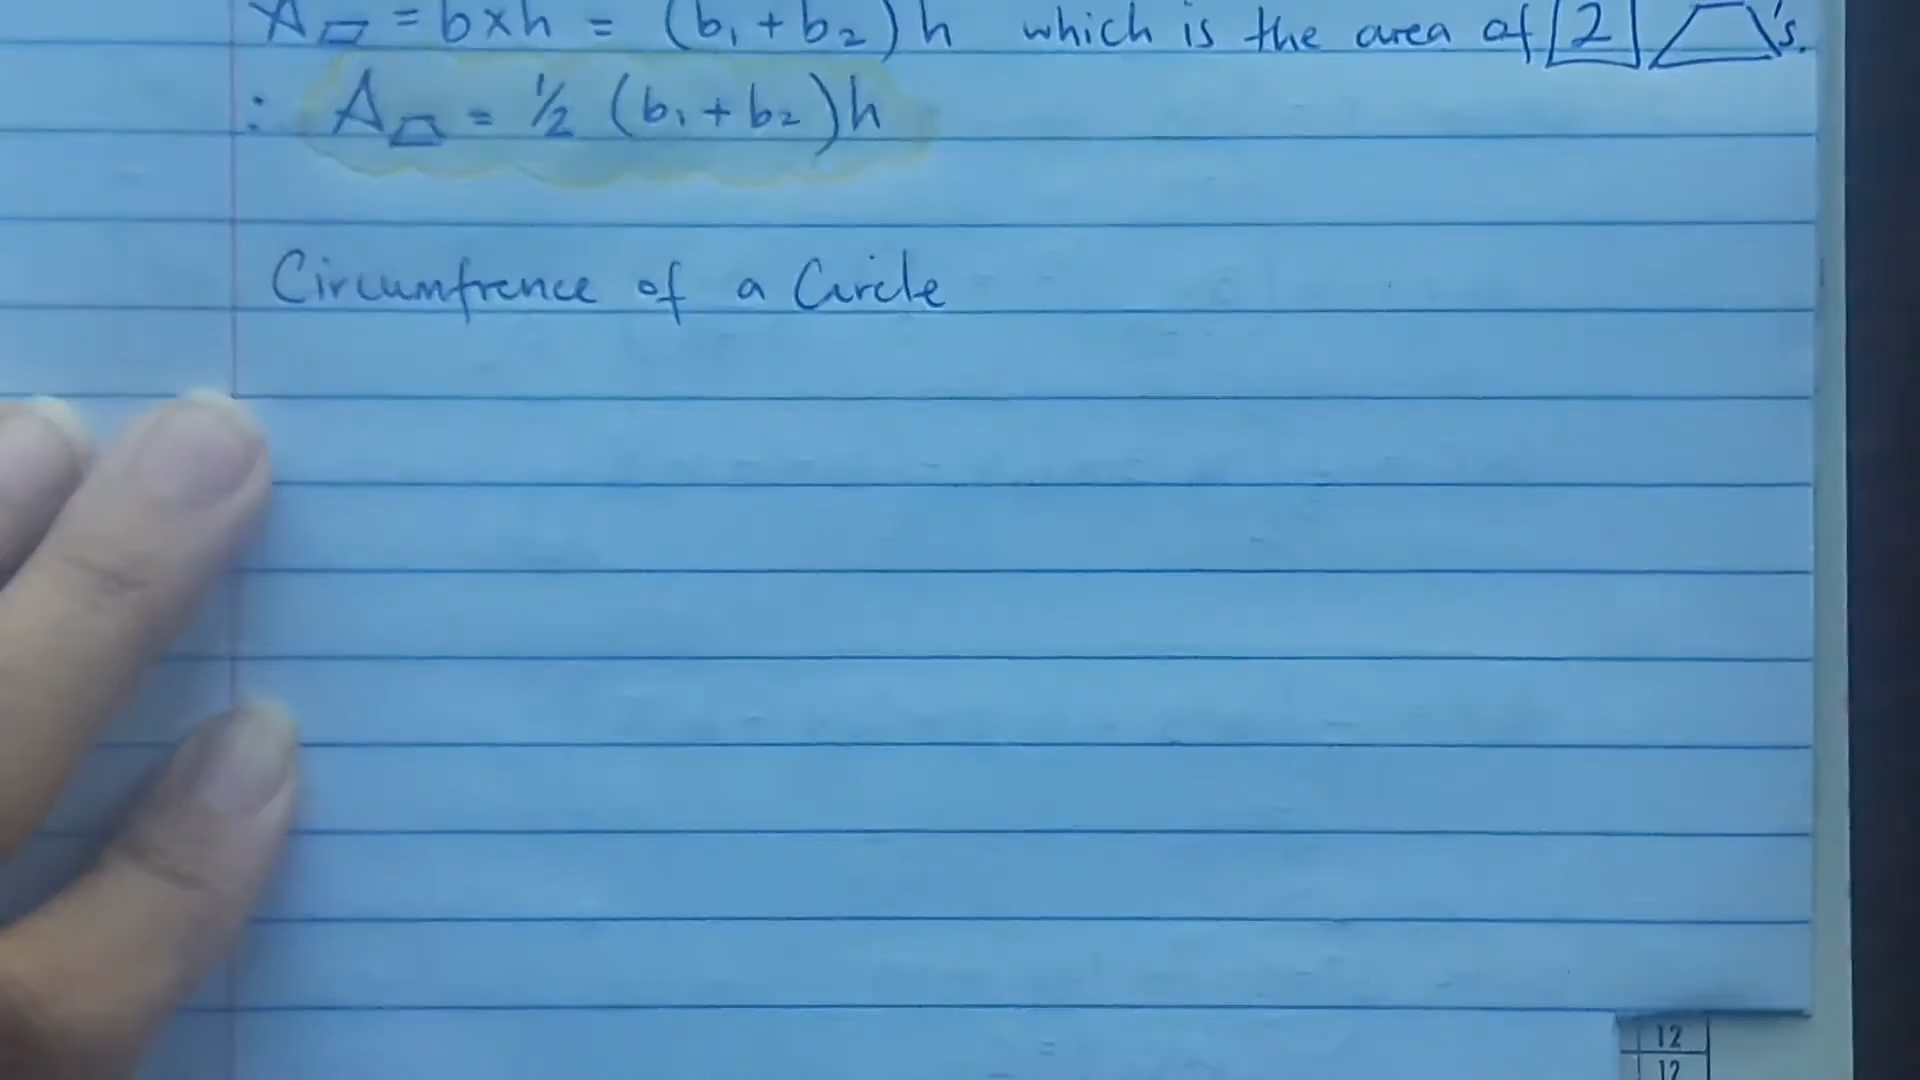 A▱ = b x h = (b₁ + b₂) h which is the area of 2 ⏢'s.
: A⏢ = ½ (b₁ + b₂) h
Circumfrence of a Circle
12
12